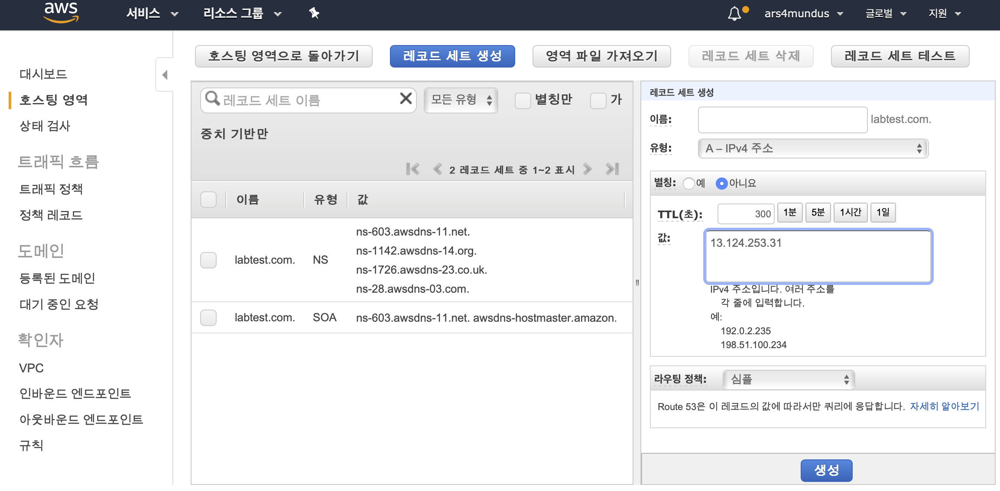 aws
서비스
리소스 그룹
ars4mundus
글로벌
지원
대시보드
호스팅 영역
상태 검사
트래픽 흐름
트래픽 정책
정책 레코드
도메인
등록된 도메인
대기 중인 요청
확인자
VPC
인바운드 엔드포인트
아웃바운드 엔드포인트
규칙
호스팅 영역으로 돌아가기
레코드 세트 생성
영역 파일 가져오기
레코드 세트 삭제
레코드 세트 테스트
레코드 세트 이름
모든 유형
별칭만
가
중치 기반만
2 레코드 세트 중 1~2 표시
이름 유형 값
labtest.com. NS
ns-603.awsdns-11.net.
ns-1142.awsdns-14.org.
ns-1726.awsdns-23.co.uk.
ns-28.awsdns-03.com.
labtest.com. SOA ns-603.awsdns-11.net. awsdns-hostmaster.amazon.
레코드 세트 생성
이름: labtest.com.
유형: A – IPv4 주소
별칭: 예 아니요
TTL(초): 300 1분 5분 1시간 1일
값: 13.124.253.31
IPv4 주소입니다. 여러 주소를
각 줄에 입력합니다.
예:
192.0.2.235
198.51.100.234
라우팅 정책: 심플
Route 53은 이 레코드의 값에 따라서만 쿼리에 응답합니다. 자세히 알아보기
생성